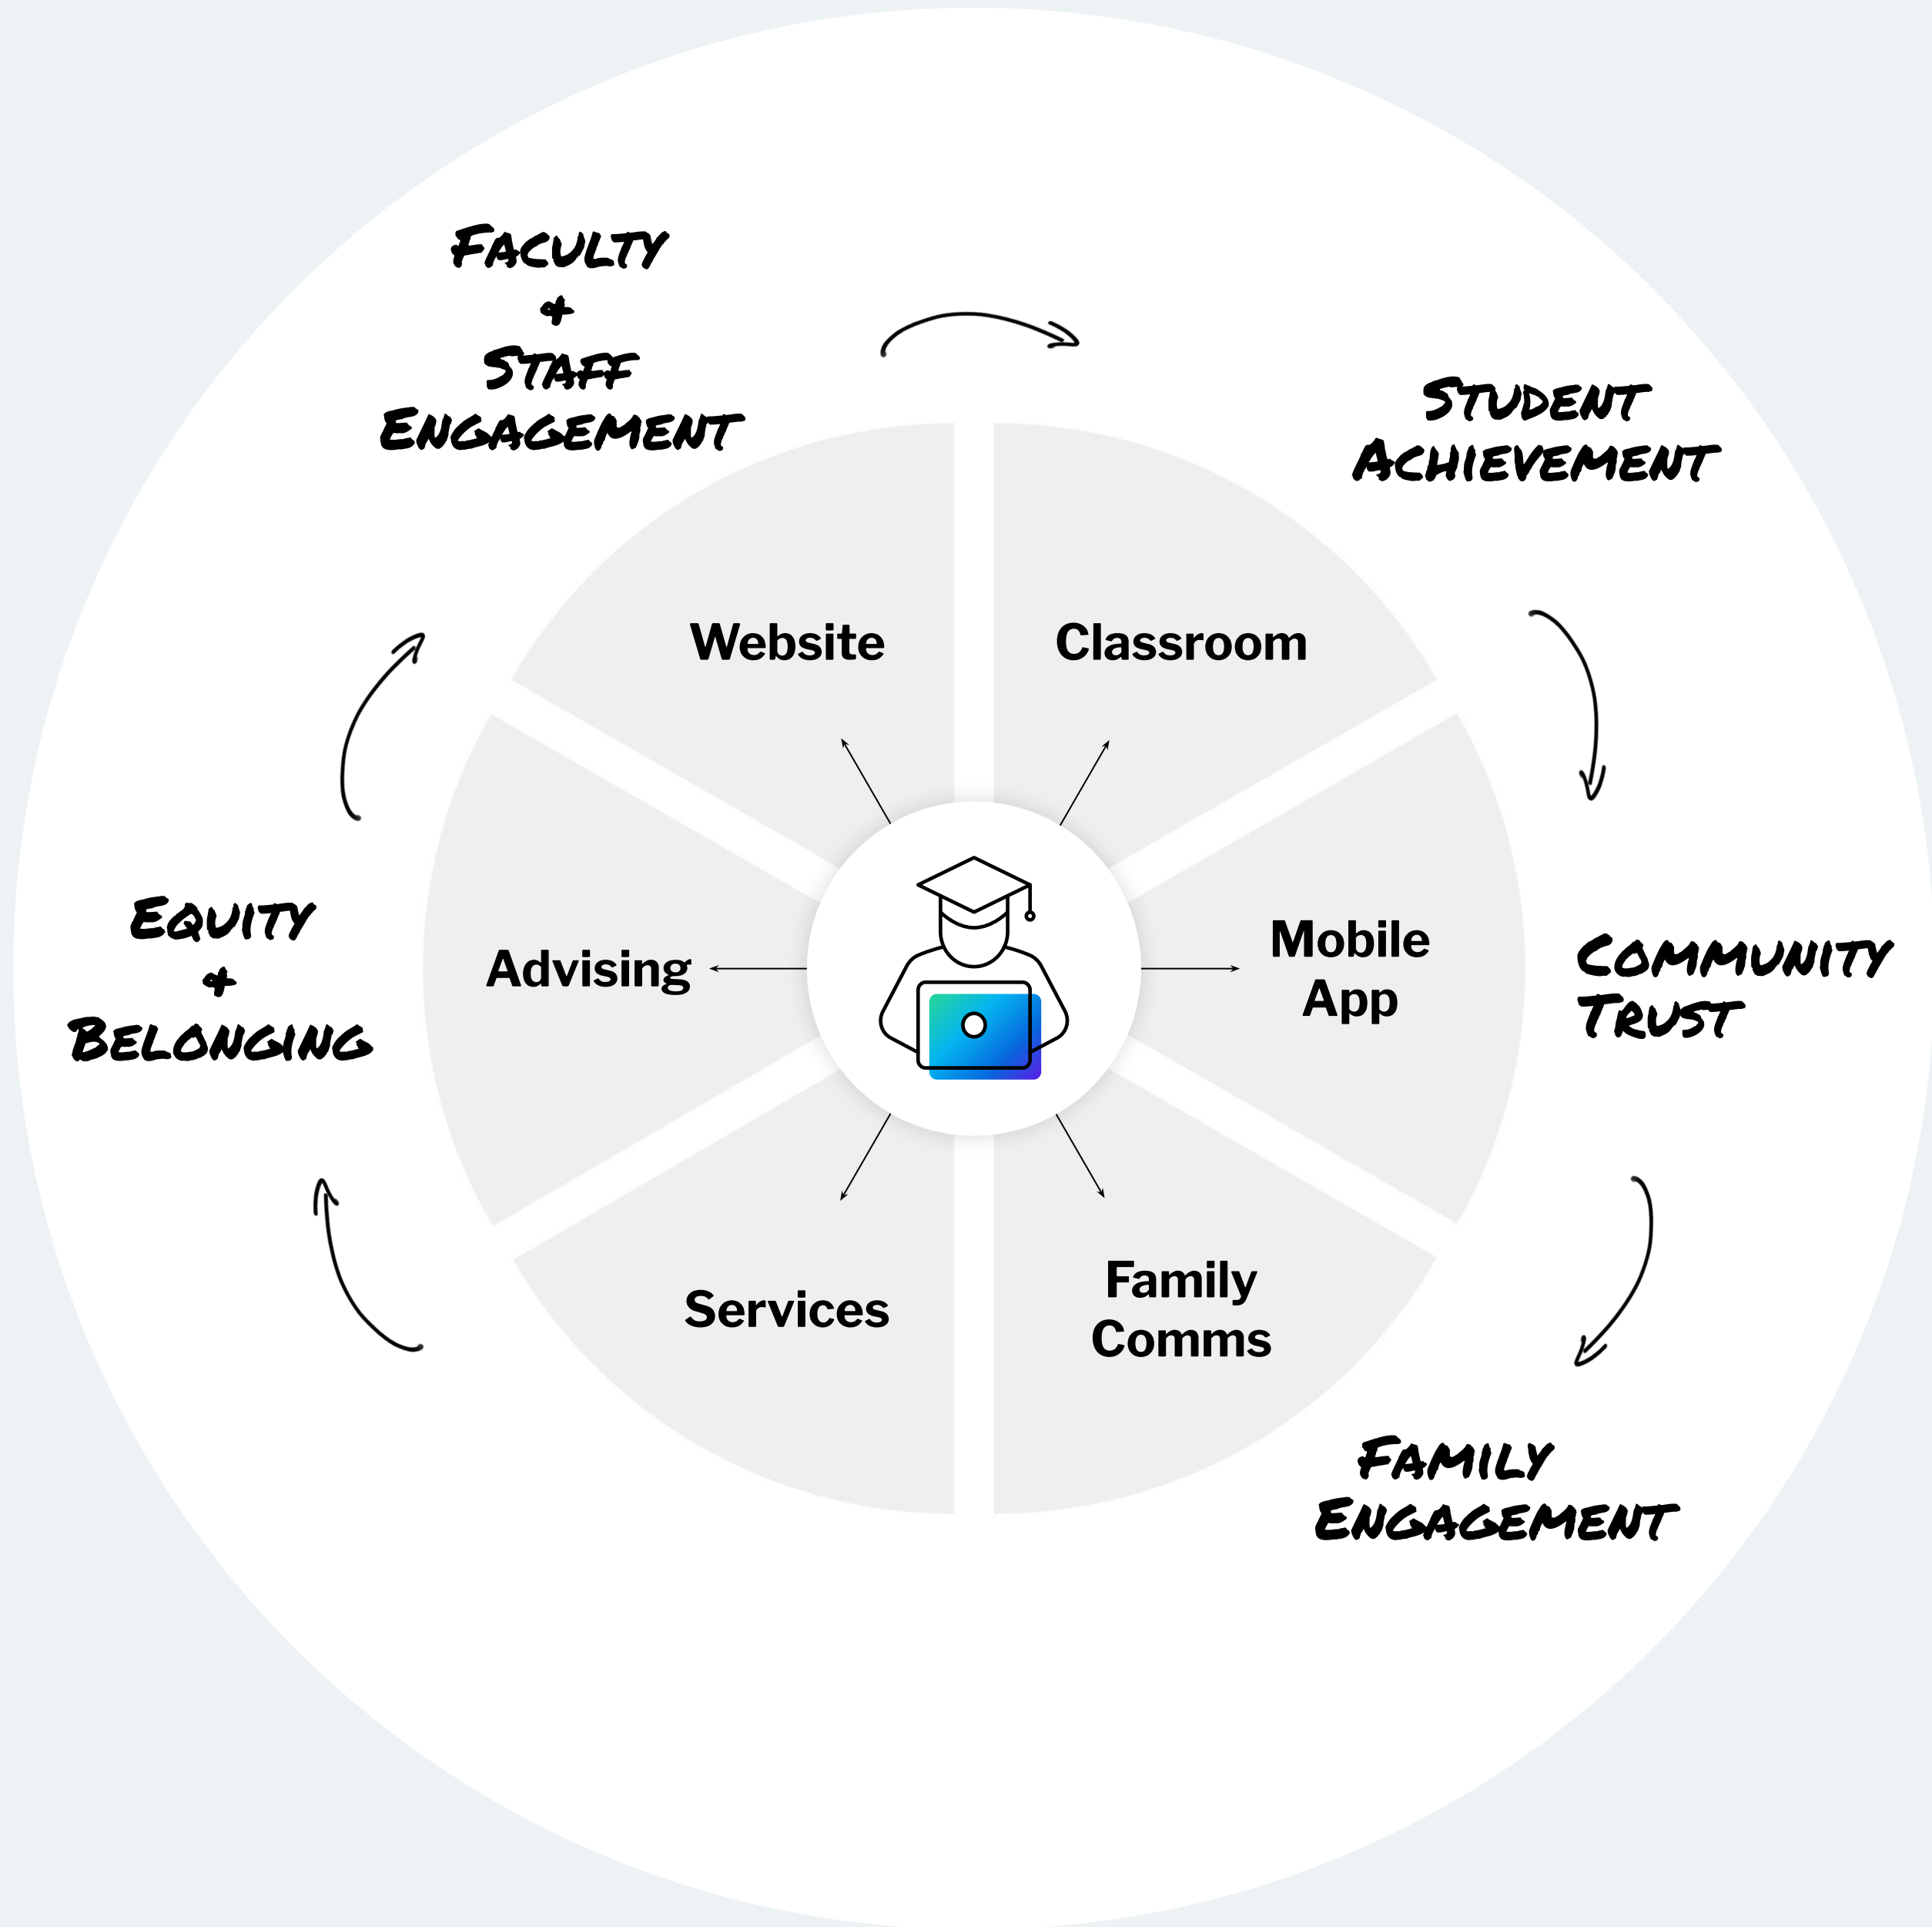 Faculty
&
Staff
Engagement
Student
Achievement
Website
Classroom
Equity
&
Belonging
Advising
Mobile
App
Community
Trust
Services
Family
Comms
Family
Engagement